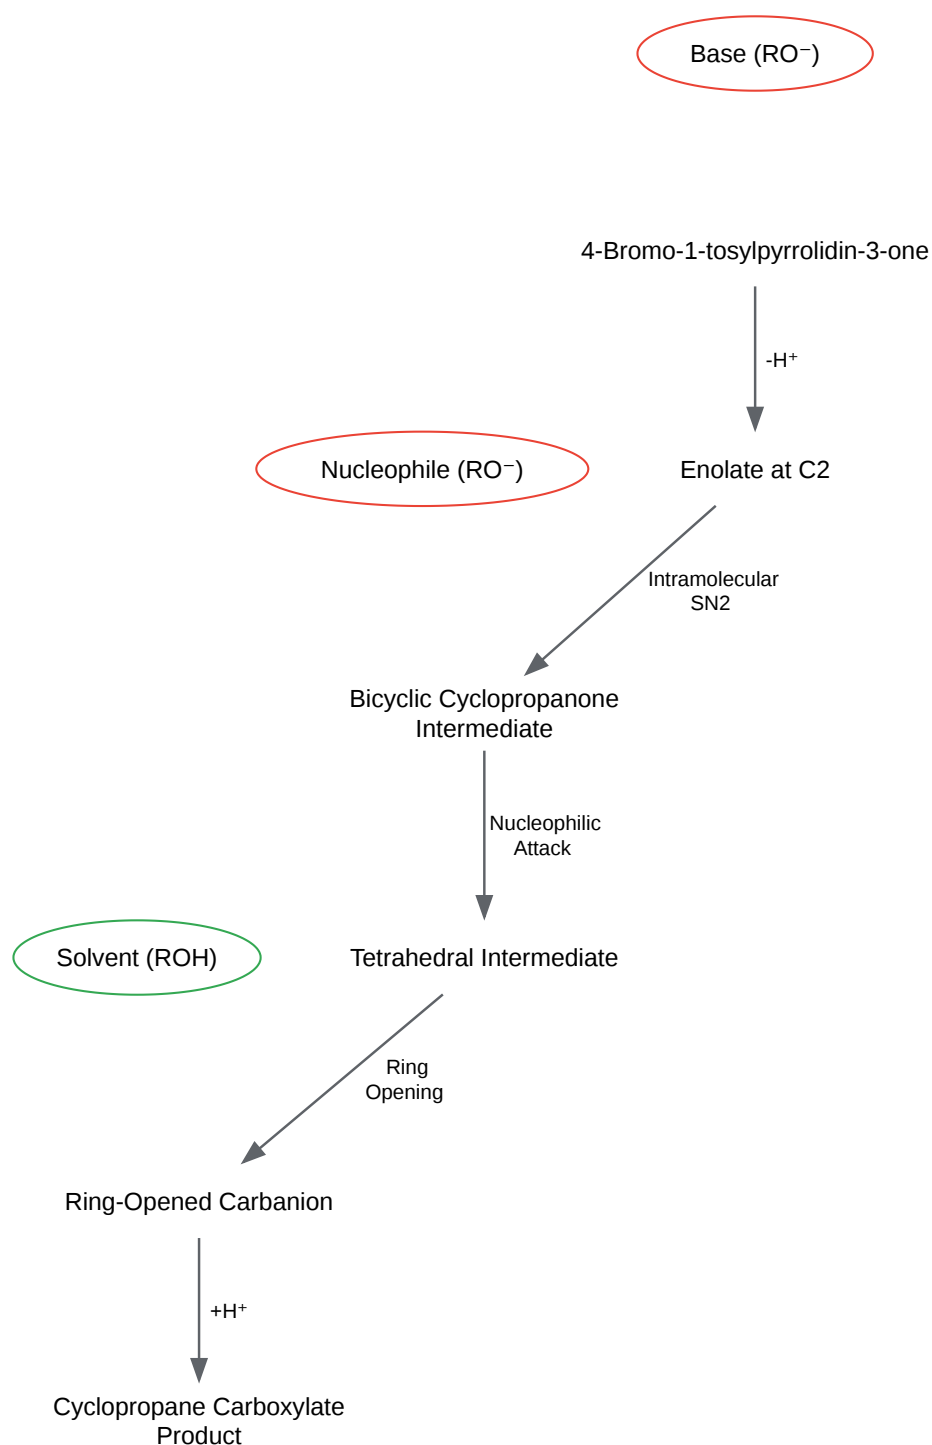 Base (RO⁻)
4-Bromo-1-tosylpyrrolidin-3-one
-H⁺
Nucleophile (RO⁻)
Enolate at C2
Intramolecular
SN2
Bicyclic Cyclopropanone
Intermediate
Nucleophilic
Attack
Solvent (ROH)
Tetrahedral Intermediate
Ring
Opening
Ring-Opened Carbanion
+H⁺
Cyclopropane Carboxylate
Product